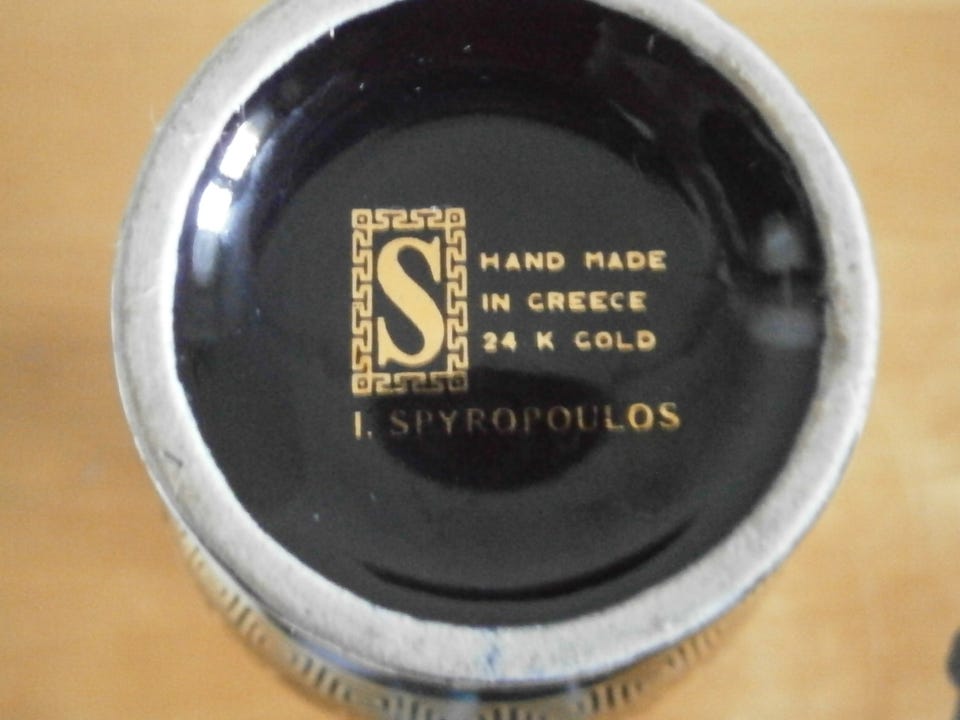 S
HAND MADE
IN GREECE
24 K GOLD
I. SPYROPOULOS